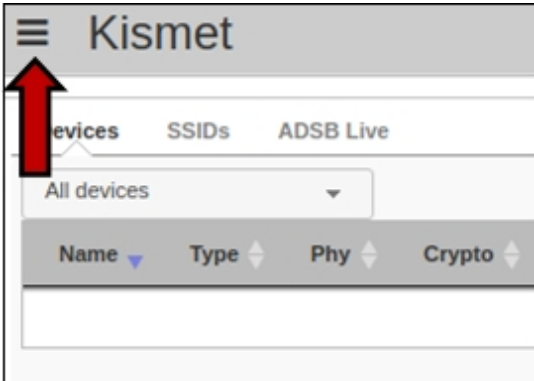 Kismet
evices SSIDs ADSB Live
All devices
Name Type Phy Crypto